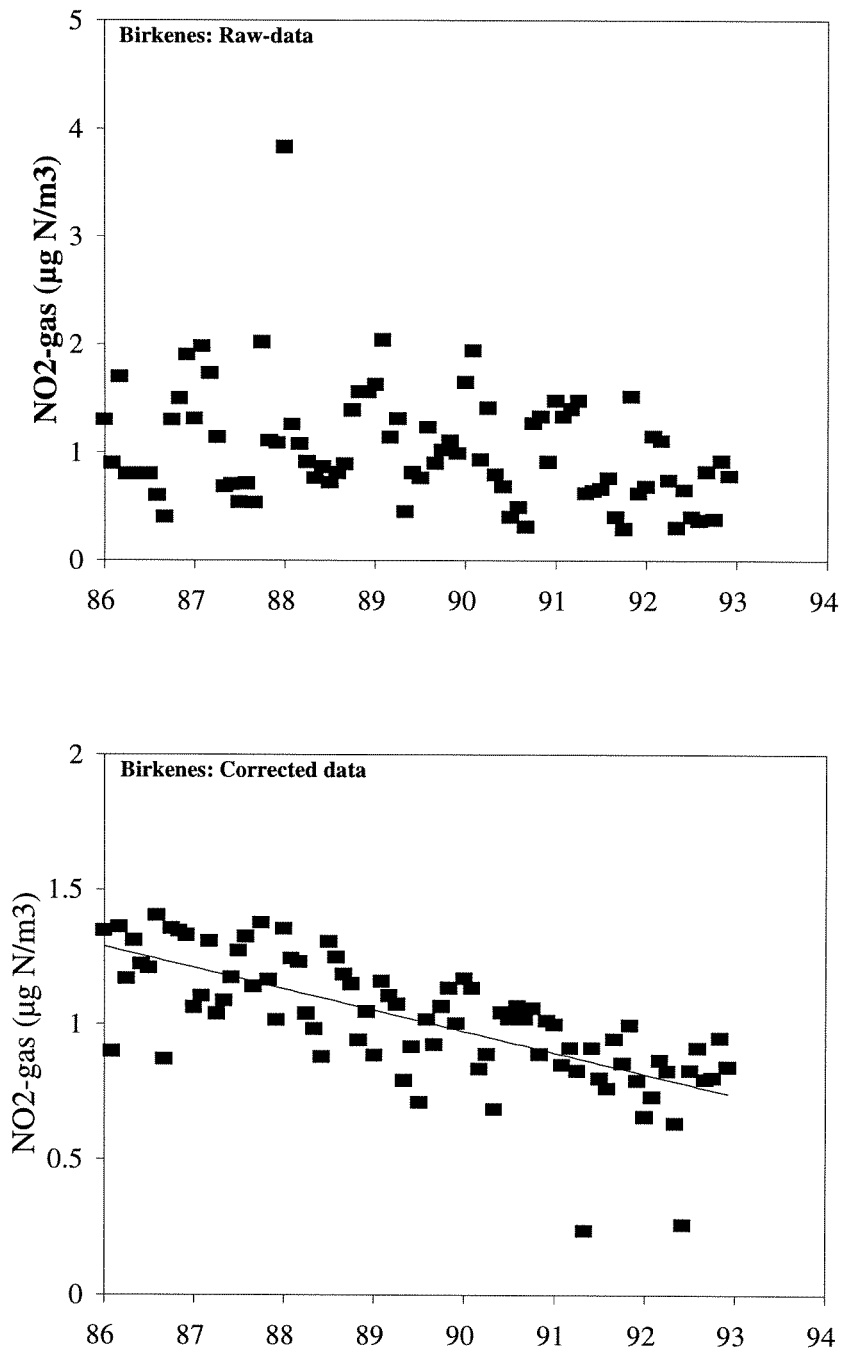 Birkenes: Raw-data
NO2-gas (µg N/m3)
5
4
3
2
1
0
86 87 88 89 90 91 92 93 94
Birkenes: Corrected data
NO2-gas (µg N/m3)
2
1.5
1
0.5
0
86 87 88 89 90 91 92 93 94